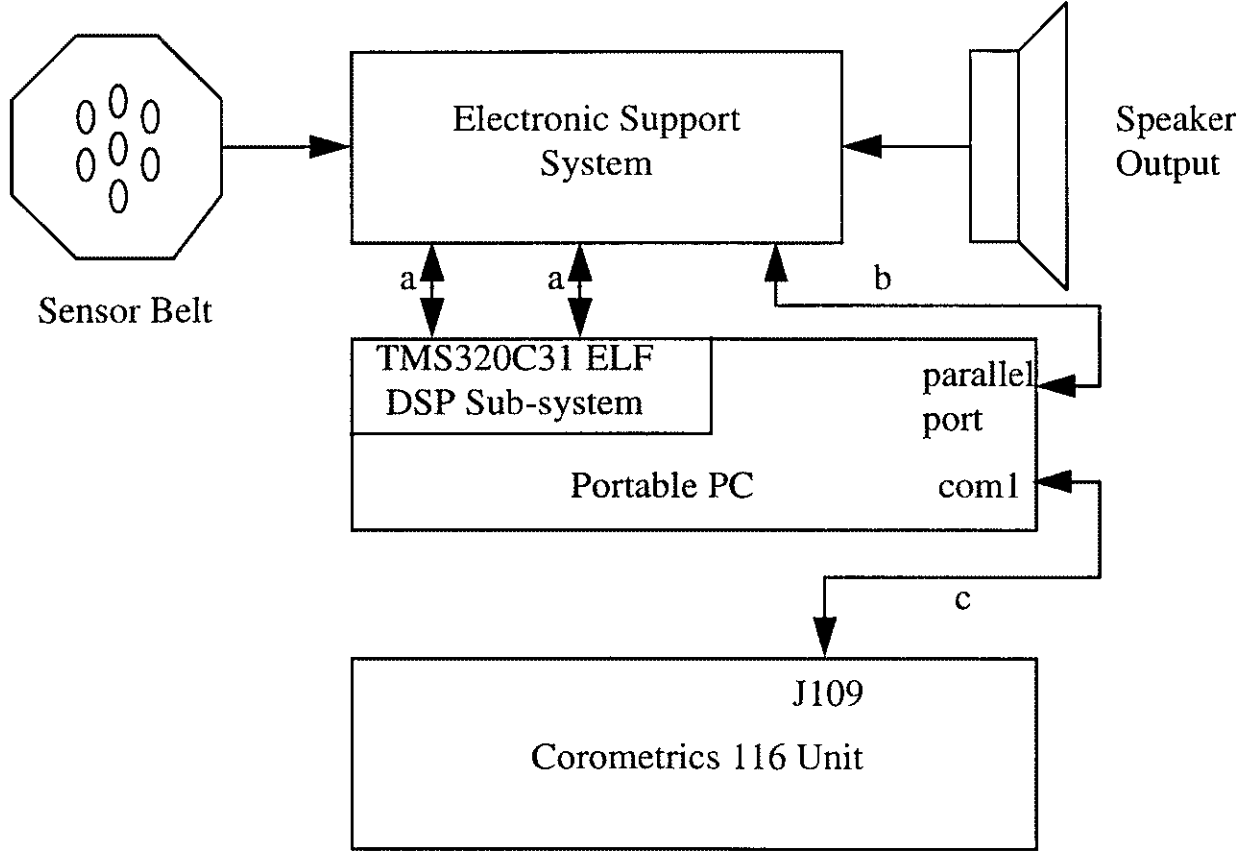 Electronic Support
System
Speaker
Output
Sensor Belt
a
a
b
TMS320C31 ELF
DSP Sub-system
parallel
port
Portable PC
com1
c
J109
Corometrics 116 Unit